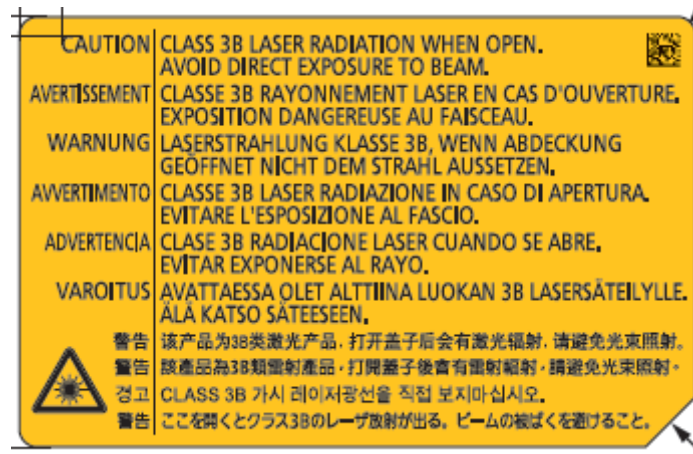 CAUTION CLASS 3B LASER RADIATION WHEN OPEN.
AVOID DIRECT EXPOSURE TO BEAM.
AVERTISSEMENT CLASSE 3B RAYONNEMENT LASER EN CAS D'OUVERTURE.
EXPOSITION DANGEREUSE AU FAISCEAU.
WARNUNG LASERSTRAHLUNG KLASSE 3B, WENN ABDECKUNG
GEÖFFNET NICHT DEM STRAHL AUSSETZEN.
AVVERTIMENTO CLASSE 3B LASER RADIAZIONE IN CASO DI APERTURA.
EVITARE L'ESPOSIZIONE AL FASCIO.
ADVERTENCIA CLASE 3B RADIACIONE LASER CUANDO SE ABRE.
EVITAR EXPONERSE AL RAYO.
VAROITUS AVATTAESSA OLET ALTTIINA LUOKAN 3B LASERSÄTEILYLLE.
ÄLÄ KATSO SÄTEESEEN.
警告 该产品为3B类激光产品，打开盖子后会有激光辐射，请避免光束照射。
警告 該產品為3B類雷射產品，打開蓋子後會有雷射輻射，請避免光束照射。
경고 CLASS 3B 가시 레이저광선을 직접 보지마십시오.
警告 ここを開くとクラス3Bのレーザ放射が出る。ビームの被ばくを避けること。